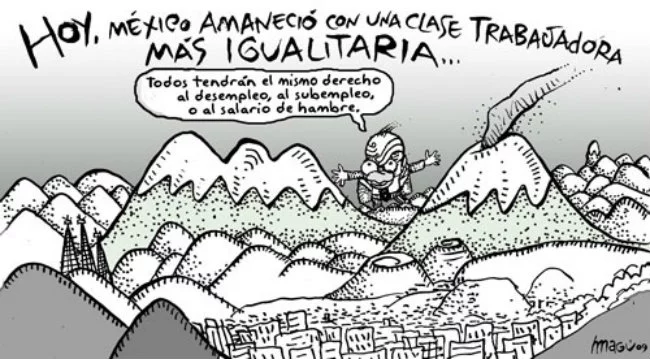 HOY, MÉXICO AMANECIÓ CON UNA CLASE TRABAJADORA
MÁS IGUALITARIA...
Todos tendrán el mismo derecho
al desempleo, al subempleo,
o al salario de hambre.
MAGÚ09